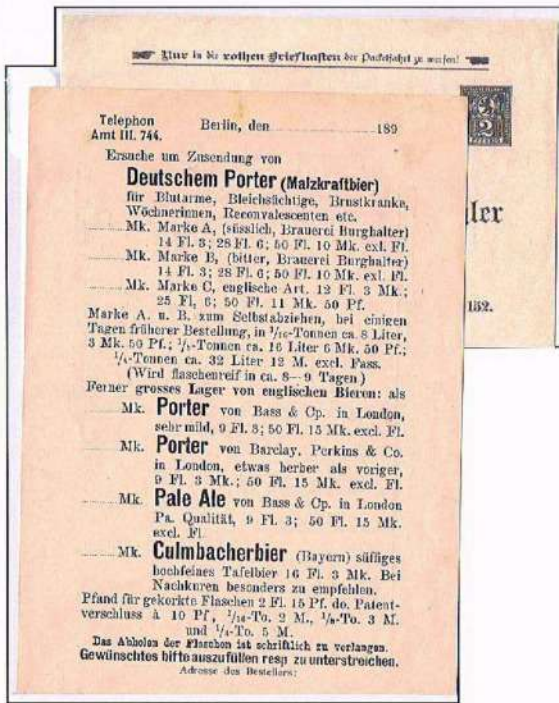 Nur in die rothen Briefkasten der Packetfahrt zu werfen!
3/2
ler
152.
Telephon
Amt III. 744.
Berlin, den 189
Ersuche um Zusendung von
Deutschem Porter (Malzkraftbier)
für Blutarme, Bleichsüchtige, Brustkranke,
Wöchnerinnen, Reconvalescenten etc.
Mk. Marke A, (süsslich, Brauerei Burghalter)
14 Fl. 3; 28 Fl. 6; 50 Fl. 10 Mk. exl. Fl.
Mk. Marke B, (bitter, Brauerei Burghalter)
14 Fl. 3; 28 Fl. 6; 50 Fl. 10 Mk. exl. Fl.
Mk. Marke C, englische Art. 12 Fl. 3 Mk.;
25 Fl, 6; 50 Fl. 11 Mk. 50 Pf.
Marke A. u. B. zum Selbstabziehen, bei einigen
Tagen früherer Bestellung, in 1/16-Tonnen ca. 8 Liter,
3 Mk. 50 Pf.; 1/8-Tonnen ca. 16 Liter 6 Mk. 50 Pf.;
1/4-Tonnen ca. 32 Liter 12 M. excl. Fass.
(Wird flaschenreif in ca. 8—9 Tagen.)
Ferner grosses Lager von englischen Bieren: als
Mk. Porter von Bass & Cp. in London,
sehr mild, 9 Fl. 3; 50 Fl. 15 Mk. excl. Fl.
Mk. Porter von Barclay, Perkins & Co.
in London, etwas herber als voriger,
9 Fl. 3 Mk.; 50 Fl. 15 Mk. excl. Fl.
Mk. Pale Ale von Bass & Cp. in London
Pa. Qualität, 9 Fl. 3; 50 Fl. 15 Mk.
excl. Fl.
Mk. Culmbacherbier (Bayern) süffiges
hochfeines Tafelbier 16 Fl. 3 Mk. Bei
Nachkuren besonders zu empfehlen.
Pfand für gekorkte Flaschen 2 Fl. 15 Pf. do. Patent-
verschluss à 10 Pf, 1/16-To. 2 M., 1/8-To. 3 M.
und 1/4-To. 5 M.
Das Abholen der Flaschen ist schriftlich zu verlangen.
Gewünschtes bitte auszufüllen resp zu unterstreichen.
Adresse des Bestellers: